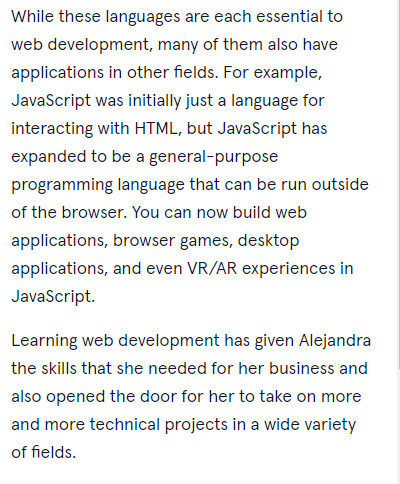 While these languages are each essential to
web development, many of them also have
applications in other fields. For example,
JavaScript was initially just a language for
interacting with HTML, but JavaScript has
expanded to be a general-purpose
programming language that can be run outside
of the browser. You can now build web
applications, browser games, desktop
applications, and even VR/AR experiences in
JavaScript.
Learning web development has given Alejandra
the skills that she needed for her business and
also opened the door for her to take on more
and more technical projects in a wide variety
of fields.